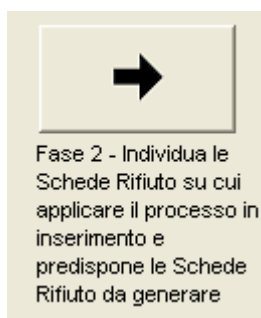 Fase 2 - Individua le
Schede Rifiuto su cui
applicare il processo in
inserimento e
predispone le Schede
Rifiuto da generare